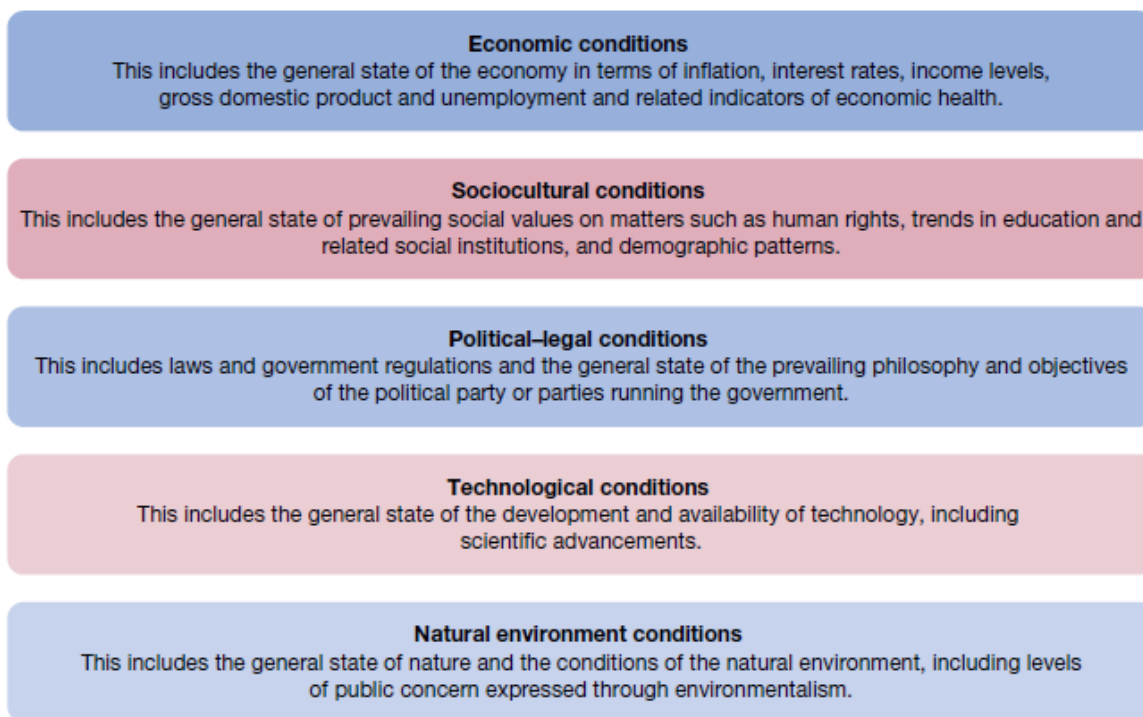 Economic conditions
This includes the general state of the economy in terms of inflation, interest rates, income levels,
gross domestic product and unemployment and related indicators of economic health.
Sociocultural conditions
This includes the general state of prevailing social values on matters such as human rights, trends in education and
related social institutions, and demographic patterns.
Political–legal conditions
This includes laws and government regulations and the general state of the prevailing philosophy and objectives
of the political party or parties running the government.
Technological conditions
This includes the general state of the development and availability of technology, including
scientific advancements.
Natural environment conditions
This includes the general state of nature and the conditions of the natural environment, including levels
of public concern expressed through environmentalism.